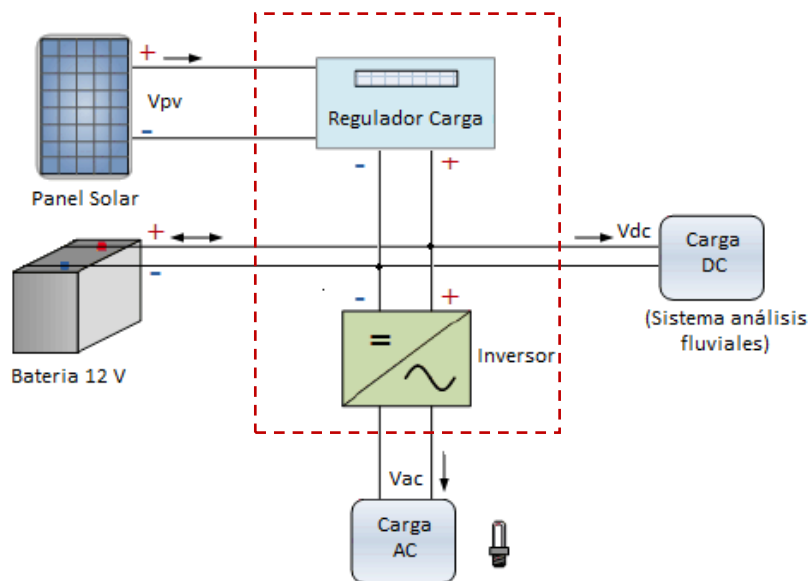 +
Vpv
-
Panel Solar
Regulador Carga
-
+
+
-
Bateria 12 V
Vdc
Carga
DC
(Sistema análisis
fluviales)
-
+
=
Inversor
Vac
Carga
AC